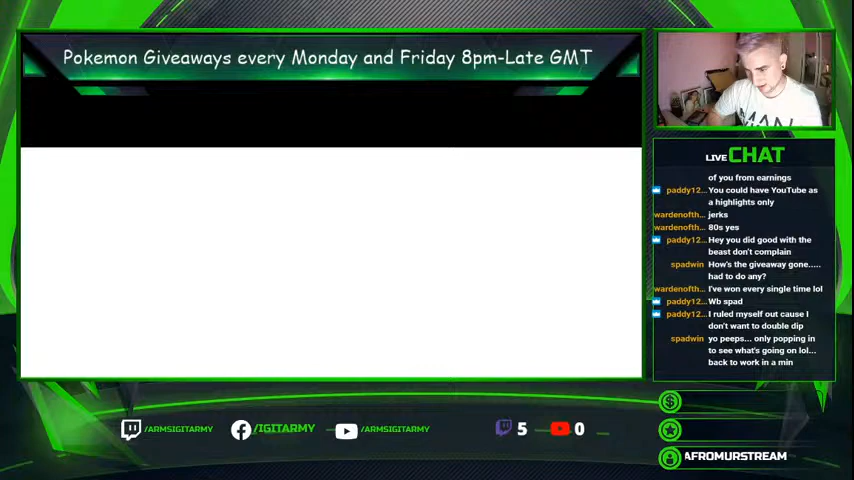 Pokemon Giveaways every Monday and Friday 8pm-Late GMT
MAN
LIVE CHAT
of you from earnings
paddy12... You could have YouTube as
a highlights only
wardenofth... jerks
wardenofth... 80s yes
paddy12... Hey you did good with the
beast don't complain
spadwin How's the giveaway gone.....
had to do any?
wardenofth... I've won every single time lol
paddy12... Wb spad
paddy12... I ruled myself out cause I
don't want to double dip
spadwin yo peeps... only popping in
to see what's going on lol...
back to work in a min
/ARMSIGITARMY
/IGITARMY
/ARMSIGITARMY
5
0
AFROMURSTREAM